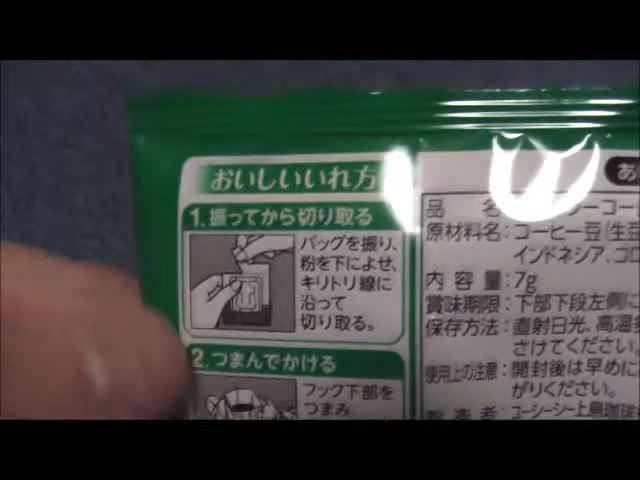 おいしいいれ方
1.振ってから切り取る
バッグを振り、
粉を下によせ、
キリトリ線に
沿って
切り取る。
2.つまんでかける
フック下部を
つまみ
品 名
原材料名:コーヒー豆(生豆
インドネシア、コロ
内容量:7g
賞味期限:下部下段左側に
保存方法:直射日光、高温
さけてください
使用上の注意:開封後は早めに
がりください。
製造者 ユーシーシー上島珈琲